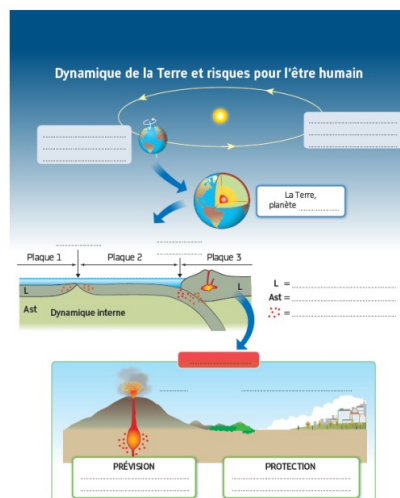 Dynamique de la Terre et risques pour l'être humain
La Terre,
planète
Plaque 1
Plaque 2
Plaque 3
L
L
Ast
Dynamique interne
L =
Ast =
=
PRÉVISION
PROTECTION